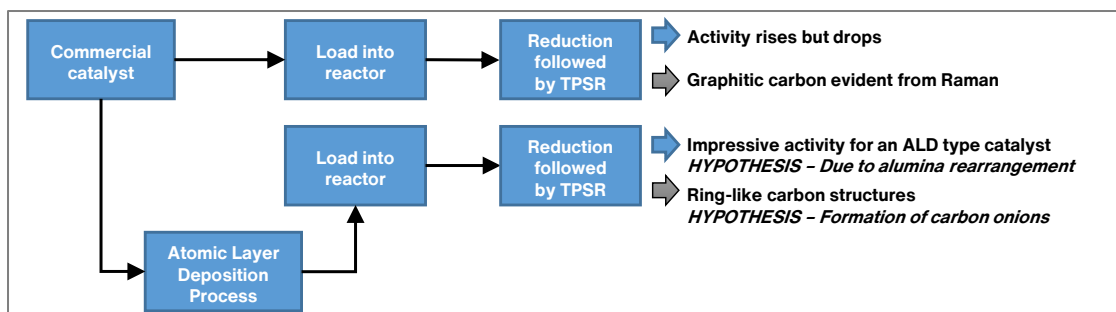 Commercial
catalyst
Load into
reactor
Reduction
followed
by TPSR
Activity rises but drops
Graphitic carbon evident from Raman
Load into
reactor
Reduction
followed
by TPSR
Impressive activity for an ALD type catalyst
HYPOTHESIS – Due to alumina rearrangement
Ring-like carbon structures
HYPOTHESIS – Formation of carbon onions
Atomic Layer
Deposition
Process